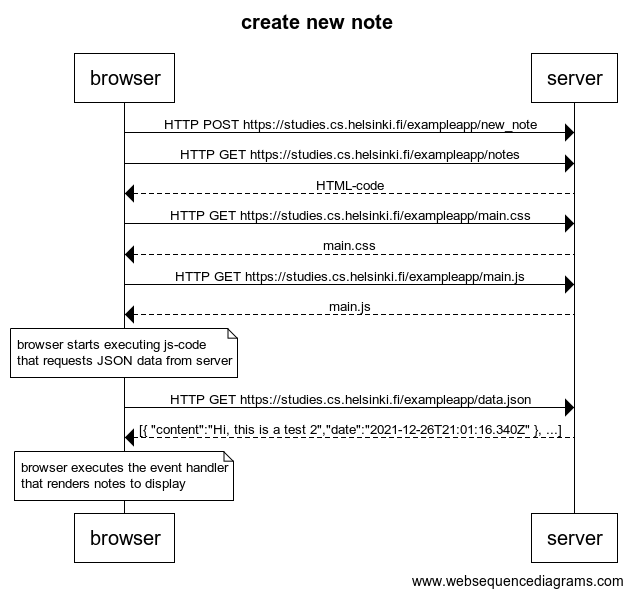 create new note
browser server
HTTP POST https://studies.cs.helsinki.fi/exampleapp/new_note
HTTP GET https://studies.cs.helsinki.fi/exampleapp/notes
HTML-code
HTTP GET https://studies.cs.helsinki.fi/exampleapp/main.css
main.css
HTTP GET https://studies.cs.helsinki.fi/exampleapp/main.js
main.js
browser starts executing js-code
that requests JSON data from server
HTTP GET https://studies.cs.helsinki.fi/exampleapp/data.json
[{ "content":"Hi, this is a test 2","date":"2021-12-26T21:01:16.340Z" }, ...]
browser executes the event handler
that renders notes to display
browser server
www.websequencediagrams.com